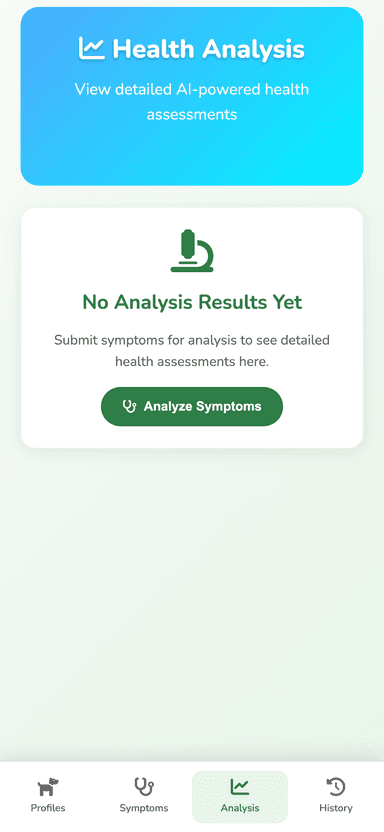 Health Analysis
View detailed AI-powered health
assessments
No Analysis Results Yet
Submit symptoms for analysis to see detailed
health assessments here.
Analyze Symptoms
Profiles
Symptoms
Analysis
History